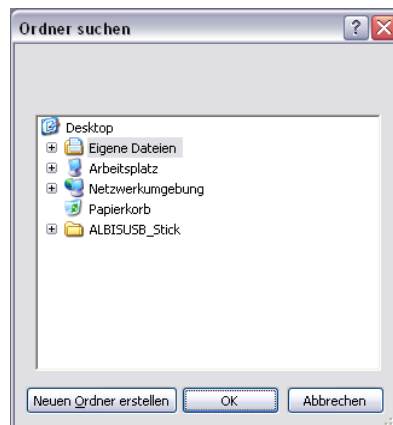 Ordner suchen
Desktop
Eigene Dateien
Arbeitsplatz
Netzwerkumgebung
Papierkorb
ALBISUSB_Stick
Neuen Ordner erstellen OK Abbrechen